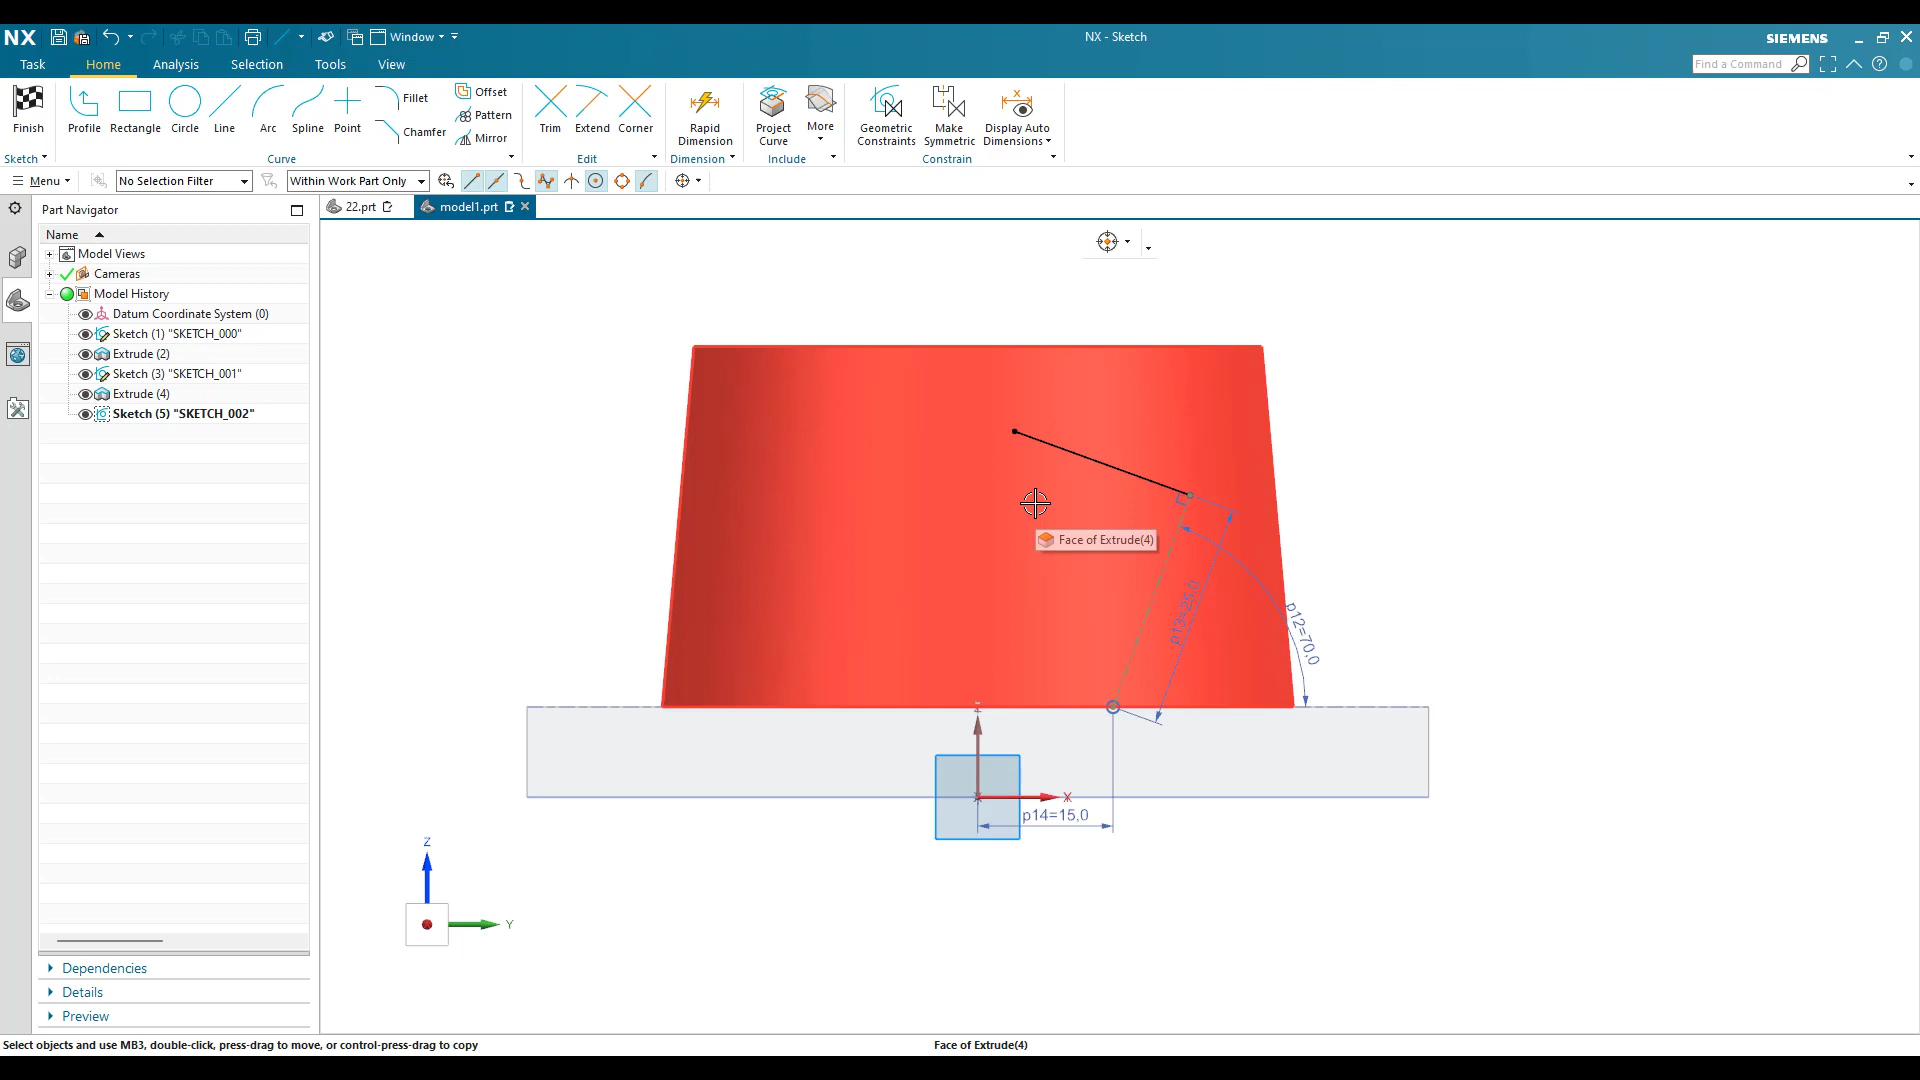 NX
Window
NX - Sketch
SIEMENS
Task
Home
Analysis
Selection
Tools
View
Find a Command
Finish
Profile
Rectangle
Circle
Line
Arc
Spline
Point
Fillet
Chamfer
Offset
Pattern
Mirror
Trim
Extend
Corner
Rapid
Dimension
Project
Curve
More
Geometric
Constraints
Make
Symmetric
Display Auto
Dimensions
Sketch
Curve
Edit
Dimension
Include
Constrain
Menu
No Selection Filter
Within Work Part Only
Part Navigator
22.prt
model1.prt
Name
Model Views
Cameras
Model History
Datum Coordinate System (0)
Sketch (1) "SKETCH_000"
Extrude (2)
Sketch (3) "SKETCH_001"
Extrude (4)
Sketch (5) "SKETCH_002"
Face of Extrude(4)
p13=25,0
p12=70,0
X
p14=15,0
Z
Y
Dependencies
Details
Preview
Select objects and use MB3, double-click, press-drag to move, or control-press-drag to copy
Face of Extrude(4)